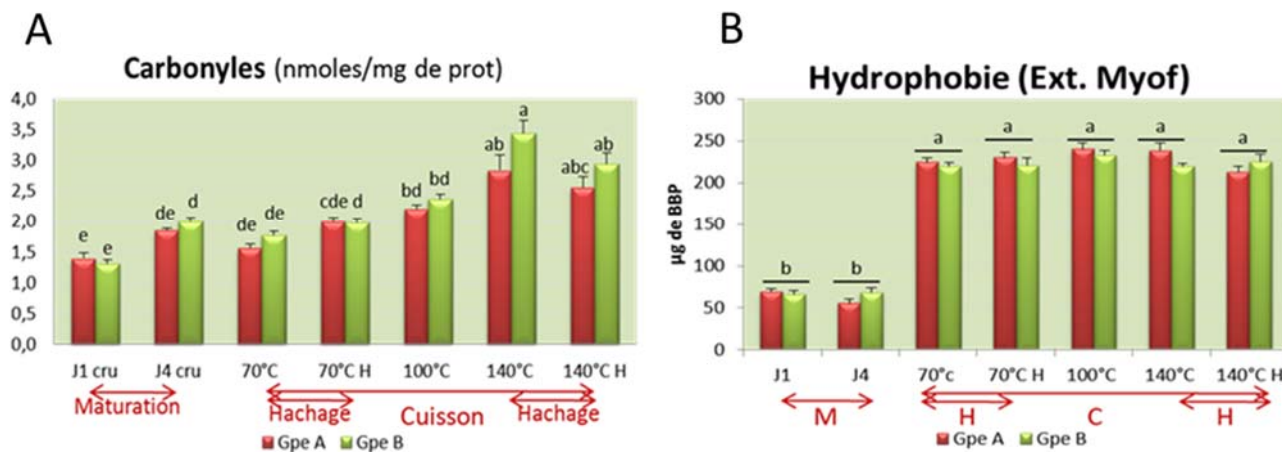 A
Carbonyles (nmoles/mg de prot)
4,0
3,5
3,0
2,5
2,0
1,5
1,0
0,5
0,0
e e de d de de cde d bd bd ab a abc ab
J1 cru J4 cru 70°C 70°C H 100°C 140°C 140°C H
Maturation Hachage Cuisson Hachage
Gpe A Gpe B
B
Hydrophobie (Ext. Myof)
µg de BBP
300
250
200
150
100
50
0
b b a a a a a
J1 J4 70°c 70°C H 100°C 140°C 140°C H
M H C H
Gpe A Gpe B